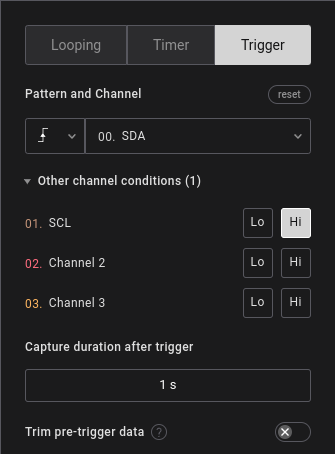 Looping Timer Trigger
Pattern and Channel reset
00. SDA
Other channel conditions (1)
01. SCL Lo Hi
02. Channel 2 Lo Hi
03. Channel 3 Lo Hi
Capture duration after trigger
1 s
Trim pre-trigger data ?